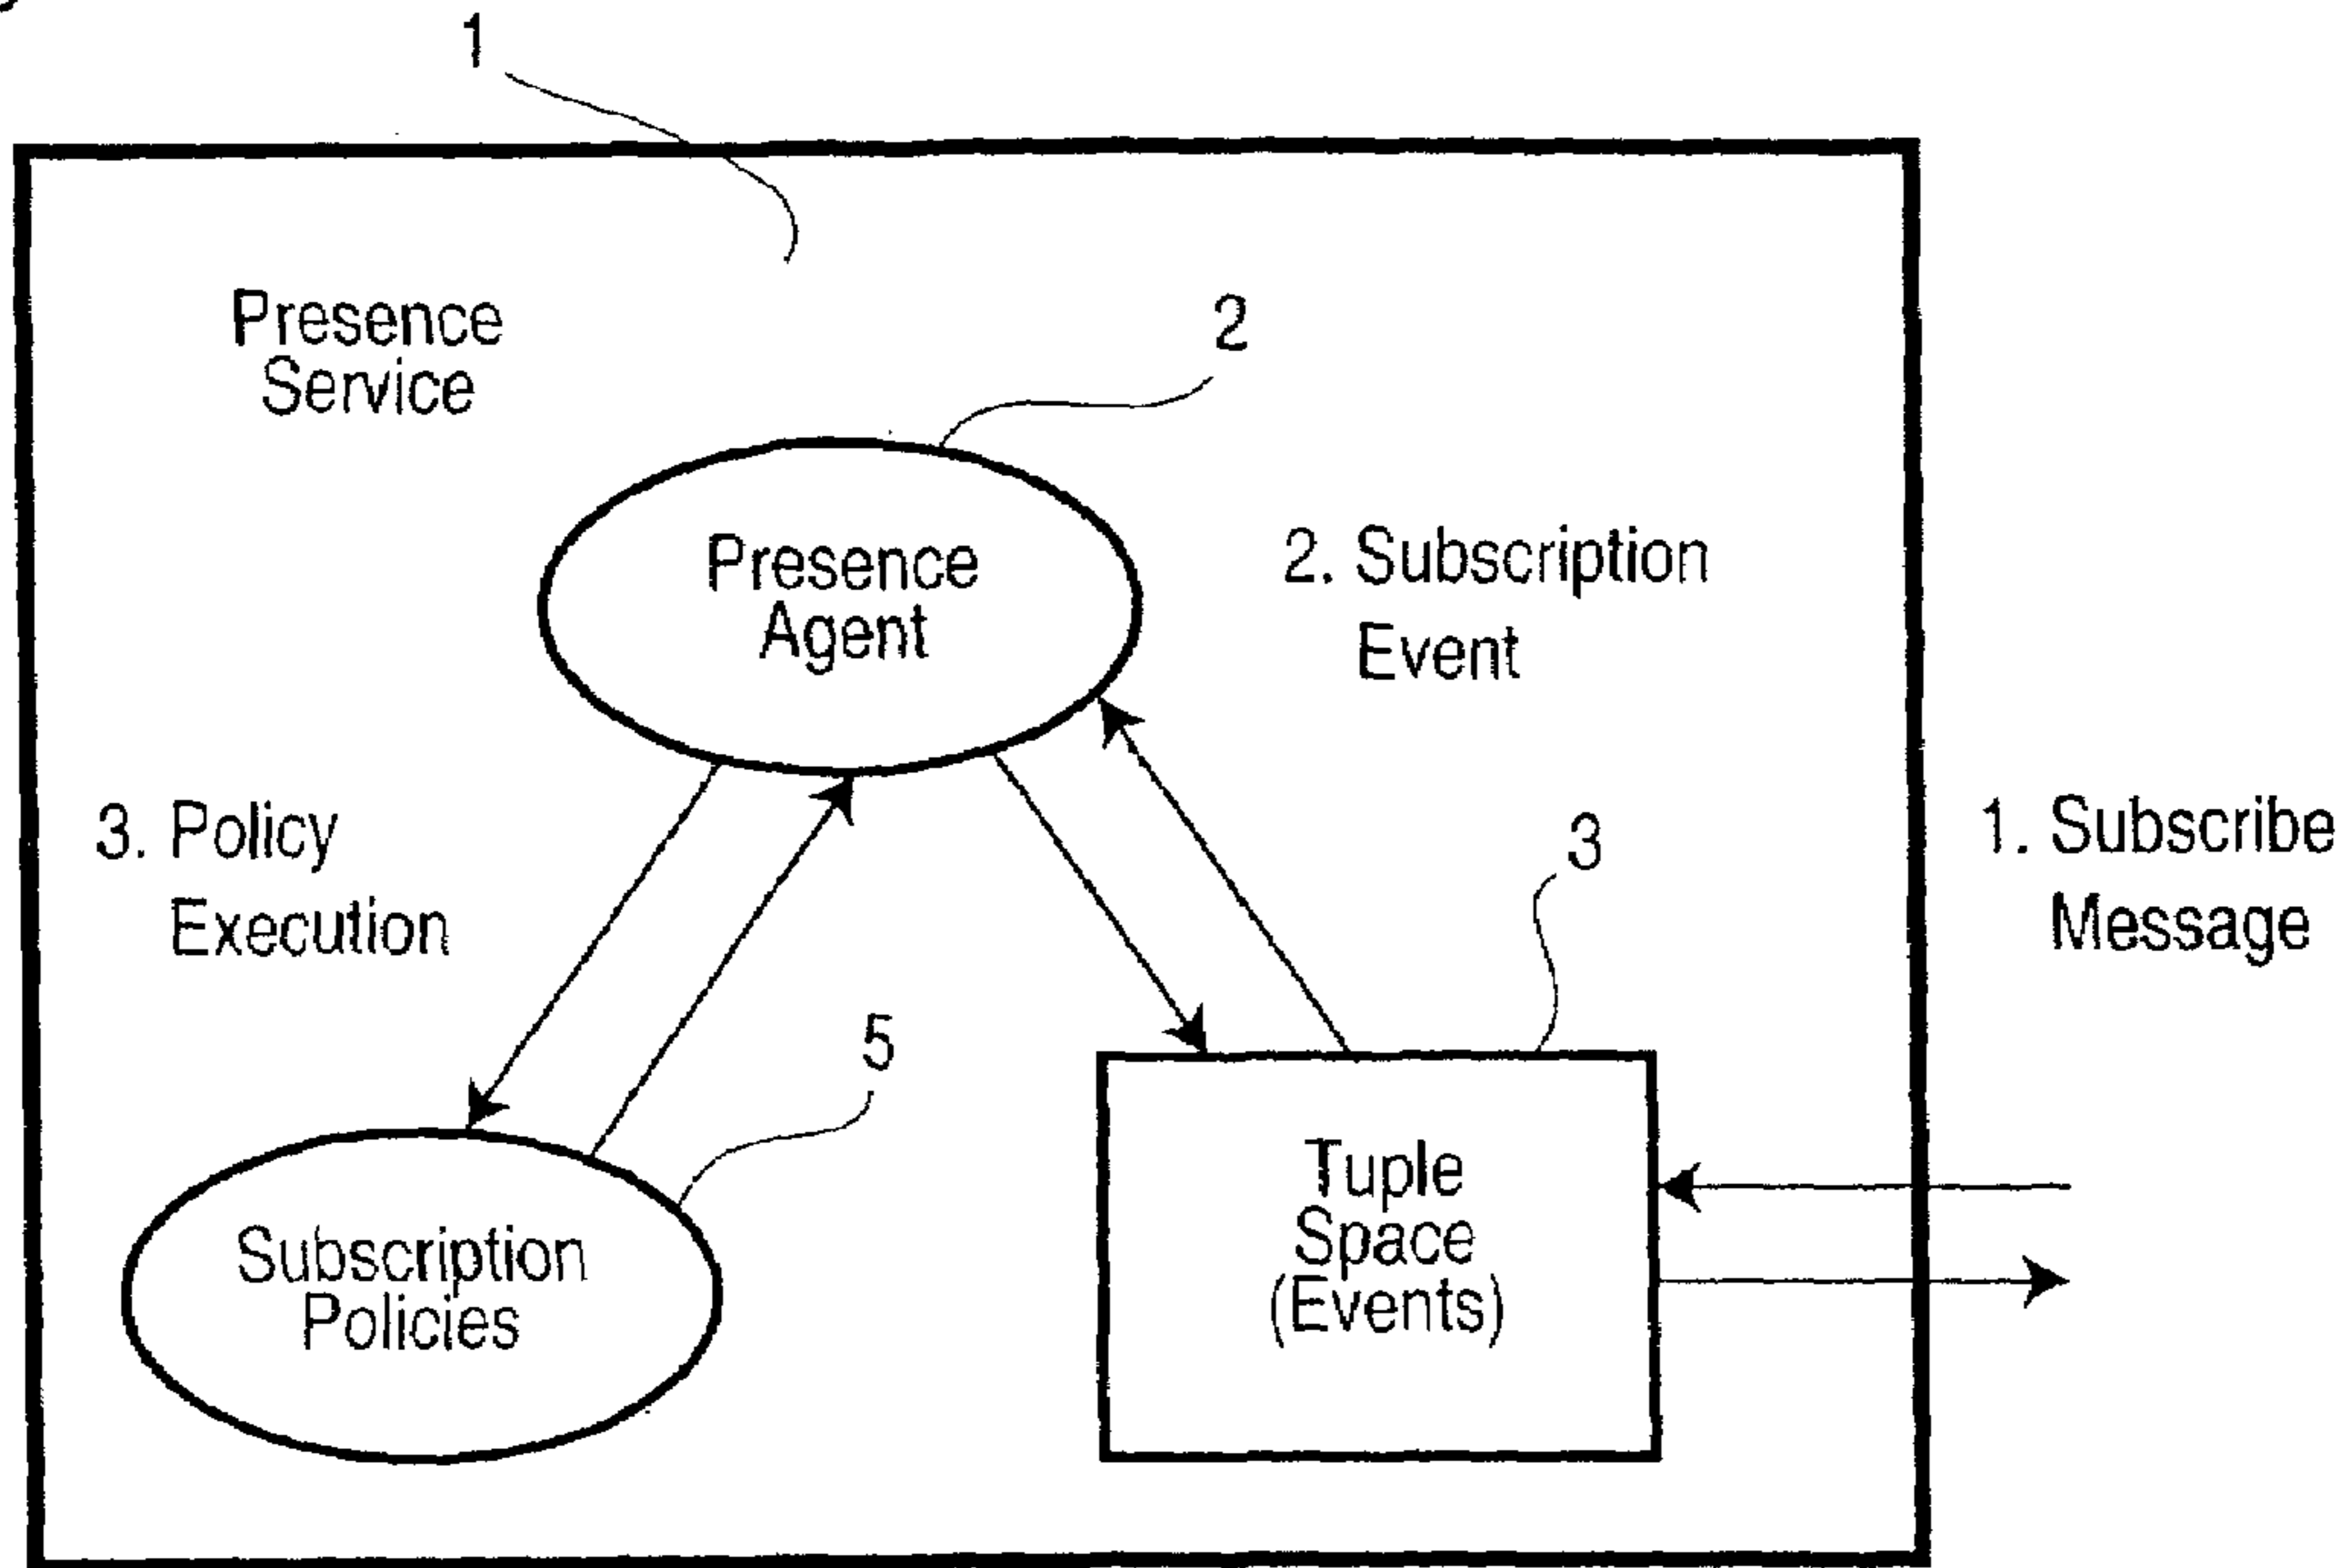 1
Presence
Service
2
Presence
Agent
2. Subscription
Event
3. Policy
Execution
3
1. Subscribe
Message
5
Subscription
Policies
Tuple
Space
(Events)